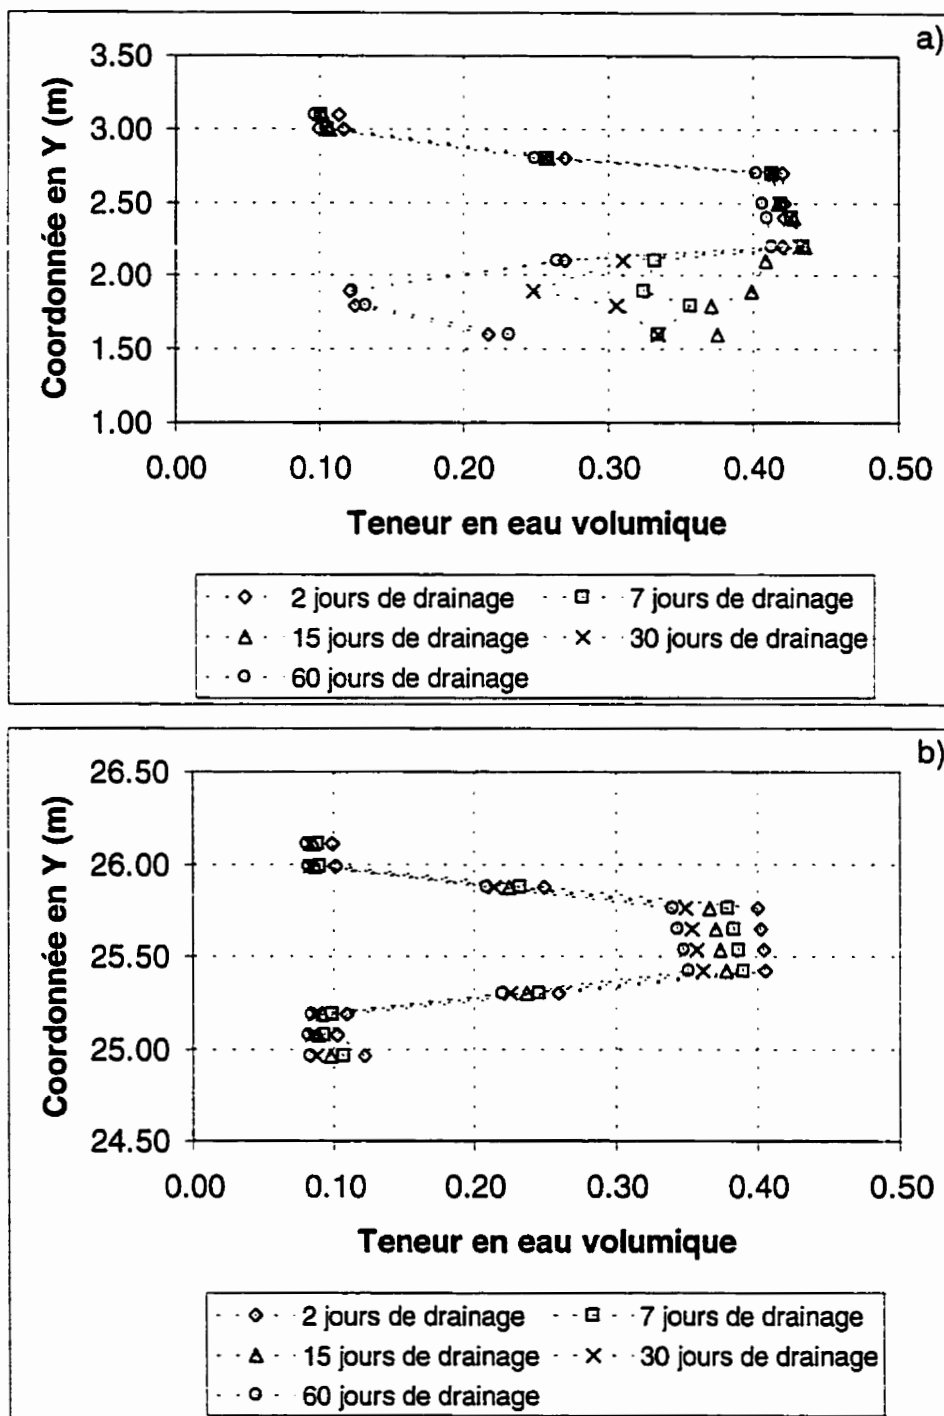 a)
3.50
3.00
2.50
2.00
1.50
1.00
Coordonnée en Y (m)
0.00 0.10 0.20 0.30 0.40 0.50
Teneur en eau volumique
2 jours de drainage 7 jours de drainage
15 jours de drainage 30 jours de drainage
60 jours de drainage
b)
26.50
26.00
25.50
25.00
24.50
Coordonnée en Y (m)
0.00 0.10 0.20 0.30 0.40 0.50
Teneur en eau volumique
2 jours de drainage 7 jours de drainage
15 jours de drainage 30 jours de drainage
60 jours de drainage